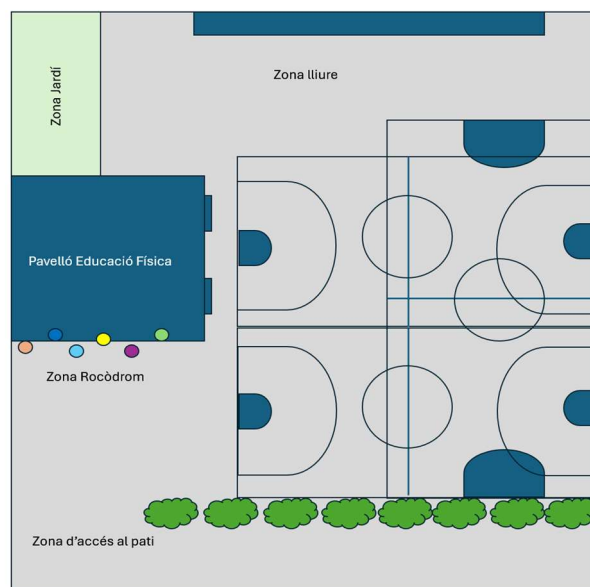 Zona lliure
Zona Jardí
Pavelló Educació Física
Zona Rocòdrom
Zona d'accés al pati